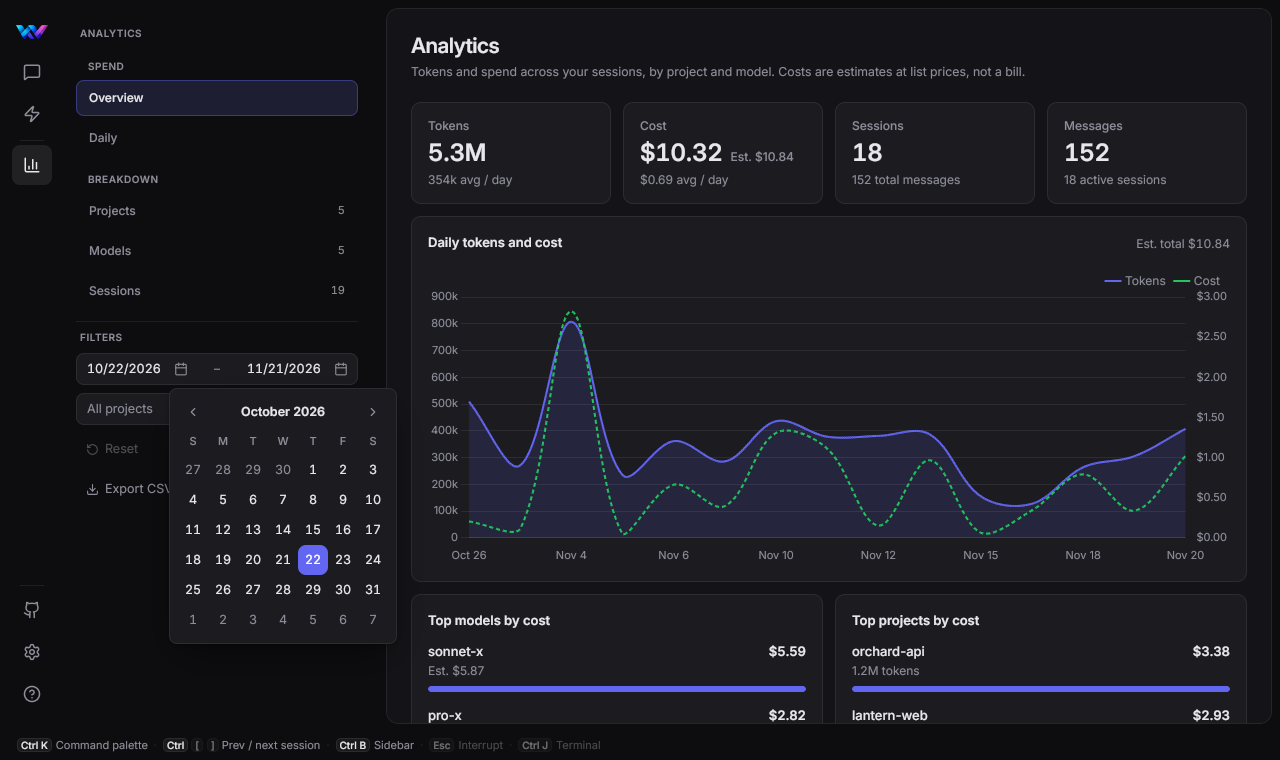 ANALYTICS
SPEND
Overview
Daily
BREAKDOWN
Projects 5
Models 5
Sessions 19
FILTERS
10/22/2026 – 11/21/2026
All projects
Reset
Export CSV
October 2026
S M T W T F S
27 28 29 30 1 2 3
4 5 6 7 8 9 10
11 12 13 14 15 16 17
18 19 20 21 22 23 24
25 26 27 28 29 30 31
1 2 3 4 5 6 7
Analytics
Tokens and spend across your sessions, by project and model. Costs are estimates at list prices, not a bill.
Tokens
5.3M
354k avg / day
Cost
$10.32 Est. $10.84
$0.69 avg / day
Sessions
18
152 total messages
Messages
152
18 active sessions
Daily tokens and cost
Est. total $10.84
Tokens Cost
900k $3.00
800k $2.50
700k
600k $2.00
500k $1.50
400k
300k $1.00
200k $0.50
100k
0 $0.00
Oct 26 Nov 4 Nov 6 Nov 10 Nov 12 Nov 15 Nov 18 Nov 20
Top models by cost
sonnet-x $5.59
Est. $5.87
pro-x $2.82
Top projects by cost
orchard-api $3.38
1.2M tokens
lantern-web $2.93
Ctrl K Command palette · Ctrl [ ] Prev / next session · Ctrl B Sidebar · Esc Interrupt · Ctrl J Terminal